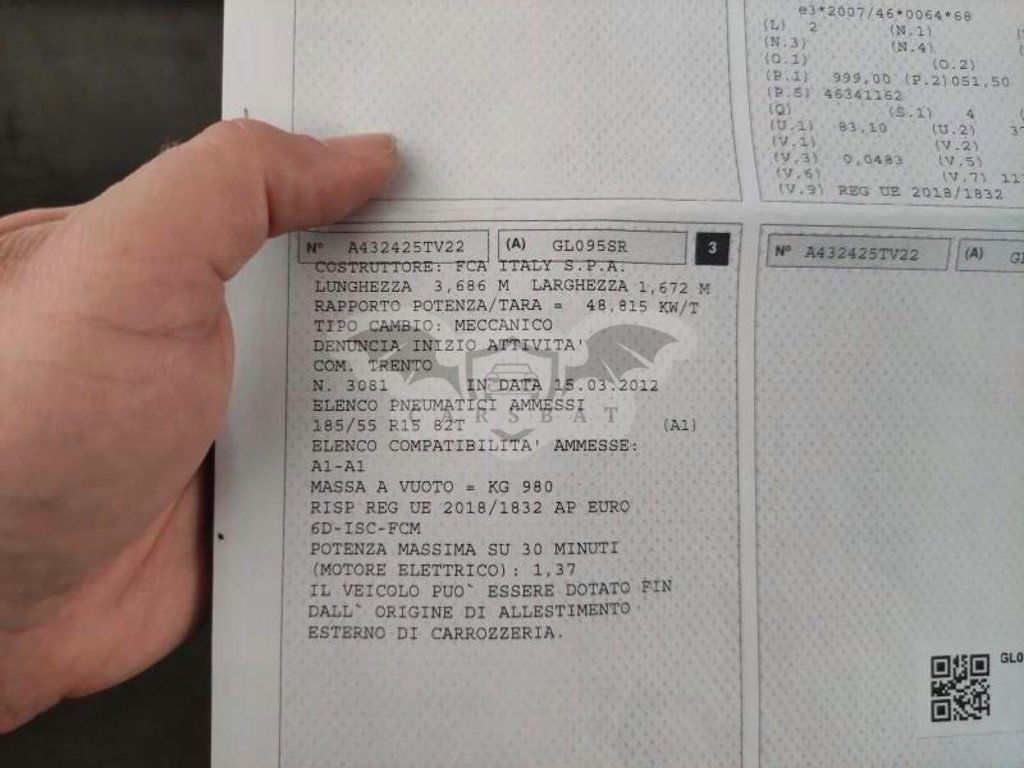 e3*2007/46*0064*68
(L) 2 (N.1)
(N.3) (N.4)
(O.1) (O.2)
(P.1) 999,00 (P.2)051,50
(P.5) 46341162
(Q) (S.1) 4
(U.1) 83,10 (U.2)
(V.1) (V.2)
(V.3) 0,0483 (V.5)
(V.6) (V.7)
(V.9) REG UE 2018/1832
N° A432425TV22 (A) GL095SR 3
COSTRUTTORE: FCA ITALY S.P.A.
LUNGHEZZA 3,686 M LARGHEZZA 1,672 M
RAPPORTO POTENZA/TARA = 48,815 KW/T
TIPO CAMBIO: MECCANICO
DENUNCIA INIZIO ATTIVITA'
COM. TRENTO
N. 3081 IN DATA 15.03.2012
ELENCO PNEUMATICI AMMESSI
185/55 R15 82T (A1)
ELENCO COMPATIBILITA' AMMESSE:
A1-A1
MASSA A VUOTO = KG 980
RISP REG UE 2018/1832 AP EURO
6D-ISC-FCM
POTENZA MASSIMA SU 30 MINUTI
(MOTORE ELETTRICO): 1,37
IL VEICOLO PUO` ESSERE DOTATO FIN
DALL` ORIGINE DI ALLESTIMENTO
ESTERNO DI CARROZZERIA.
CARSBAT
N° A432425TV22 (A)